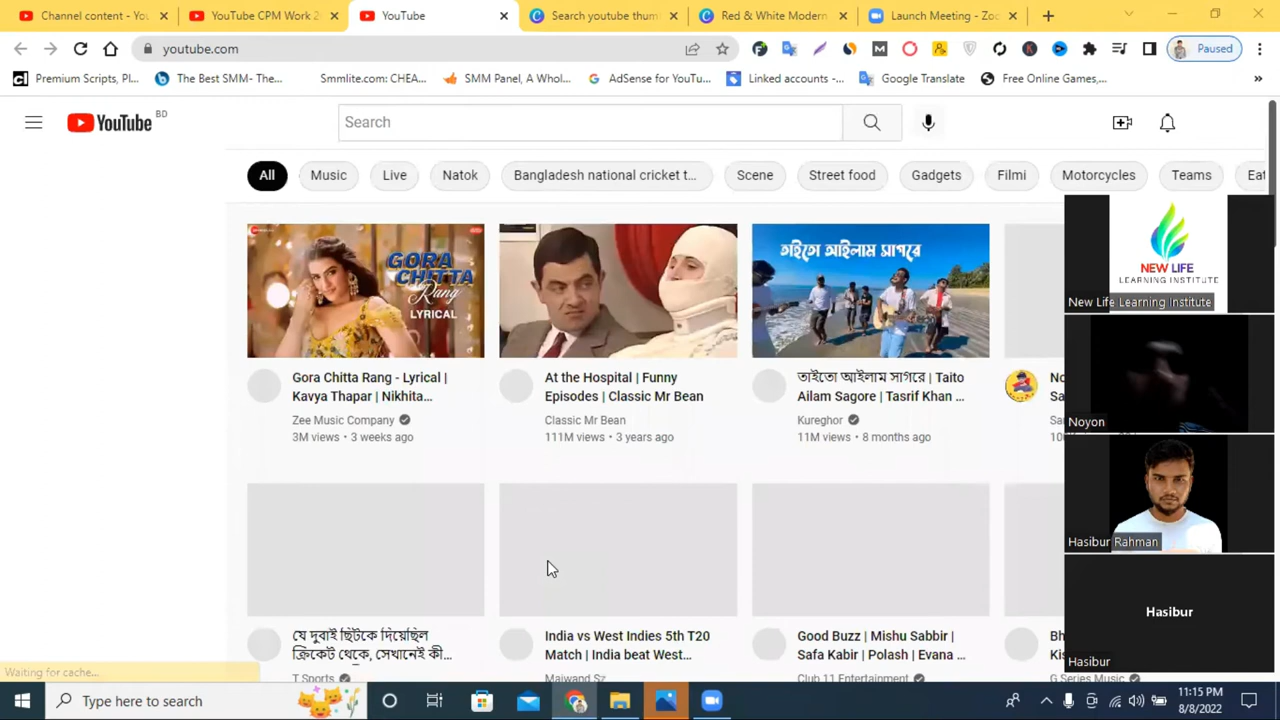 Channel content - You
YouTube CPM Work 2
YouTube
Search youtube thum
Red & White Modern
Launch Meeting - Zoo
youtube.com
Paused
Premium Scripts, Pl...
The Best SMM- The...
Smmlite.com: CHEA...
SMM Panel, A Whol...
AdSense for YouTu...
Linked accounts -...
Google Translate
Free Online Games,...
YouTube BD
Search
All
Music
Live
Natok
Bangladesh national cricket t...
Scene
Street food
Gadgets
Filmi
Motorcycles
Teams
Eat
GORA
CHITTA
Rang
LYRICAL
তাইতো আইলাম সাগরে
NEW LIFE
LEARNING INSTITUTE
New Life Learning Institute
Gora Chitta Rang - Lyrical |
Kavya Thapar | Nikhita...
Zee Music Company
3M views • 3 weeks ago
At the Hospital | Funny
Episodes | Classic Mr Bean
Classic Mr Bean
111M views • 3 years ago
তাইতো আইলাম সাগরে | Taito
Ailam Sagore | Tasrif Khan ...
Kureghor
11M views • 8 months ago
No
Sa
Sar
Noyon
Hasibur Rahman
Hasibur
Hasibur
যে দুবাই ছিটকে দিয়েছিল
ক্রিকেট থেকে, সেখানেই কী...
T Sports
India vs West Indies 5th T20
Match | India beat West...
Maiwand Sz
Good Buzz | Mishu Sabbir |
Safa Kabir | Polash | Evana ...
Club 11 Entertainment
Bh
Kis
G Series Music
Waiting for cache...
Type here to search
11:15 PM
8/8/2022